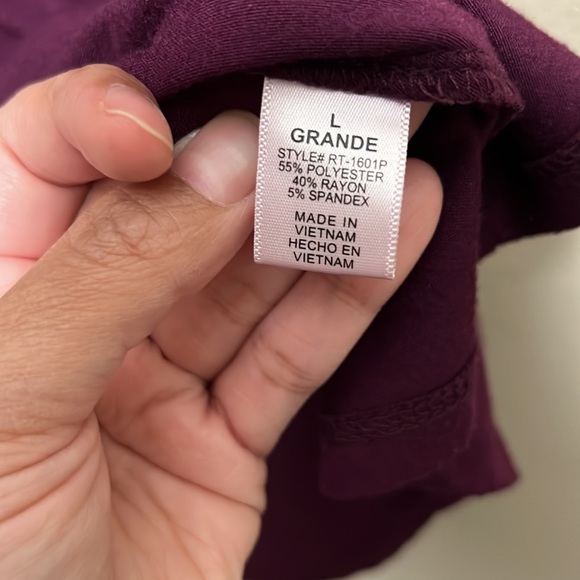 L
GRANDE
STYLE# RT-1601P
55% POLYESTER
40% RAYON
5% SPANDEX
MADE IN
VIETNAM
HECHO EN
VIETNAM